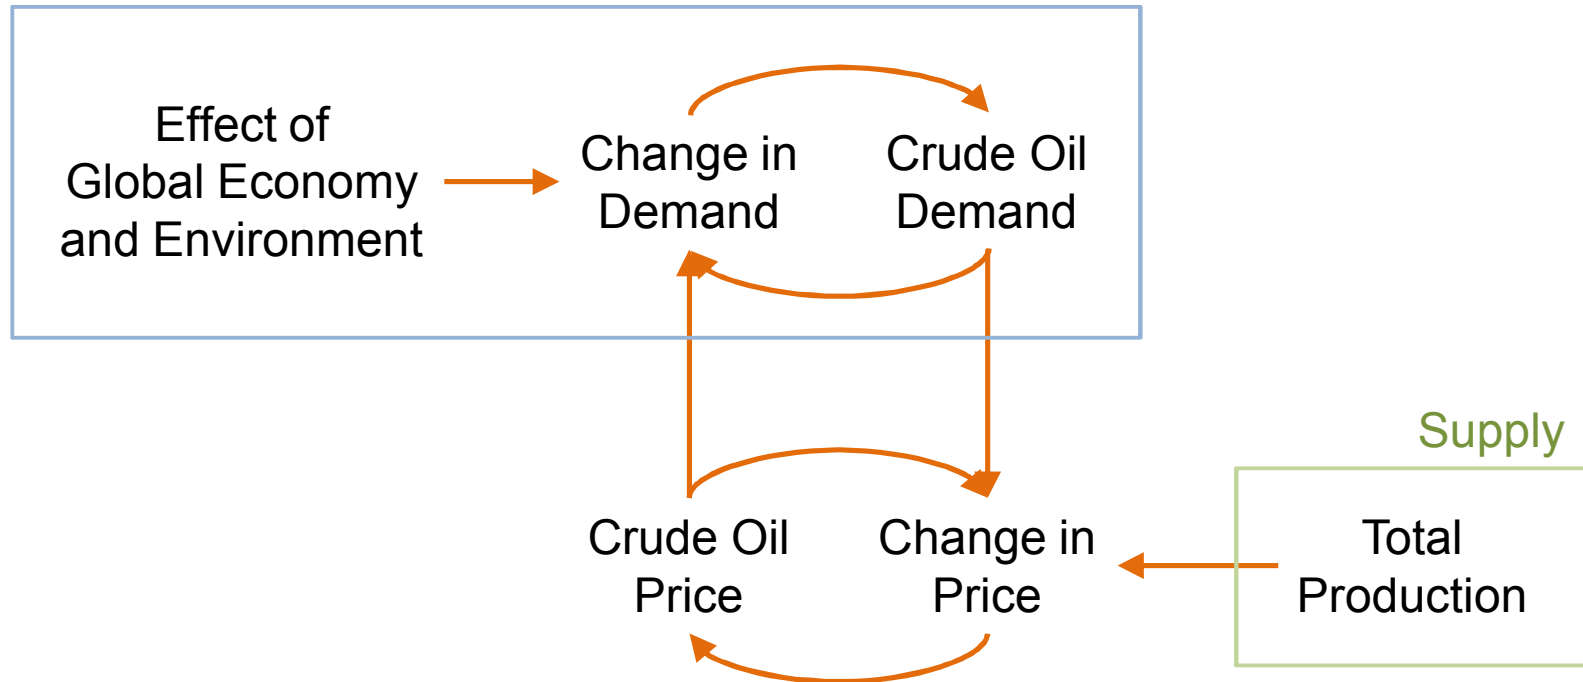 Effect of
Global Economy
and Environment
Change in
Demand
Crude Oil
Demand
Supply
Crude Oil
Price
Change in
Price
Total
Production